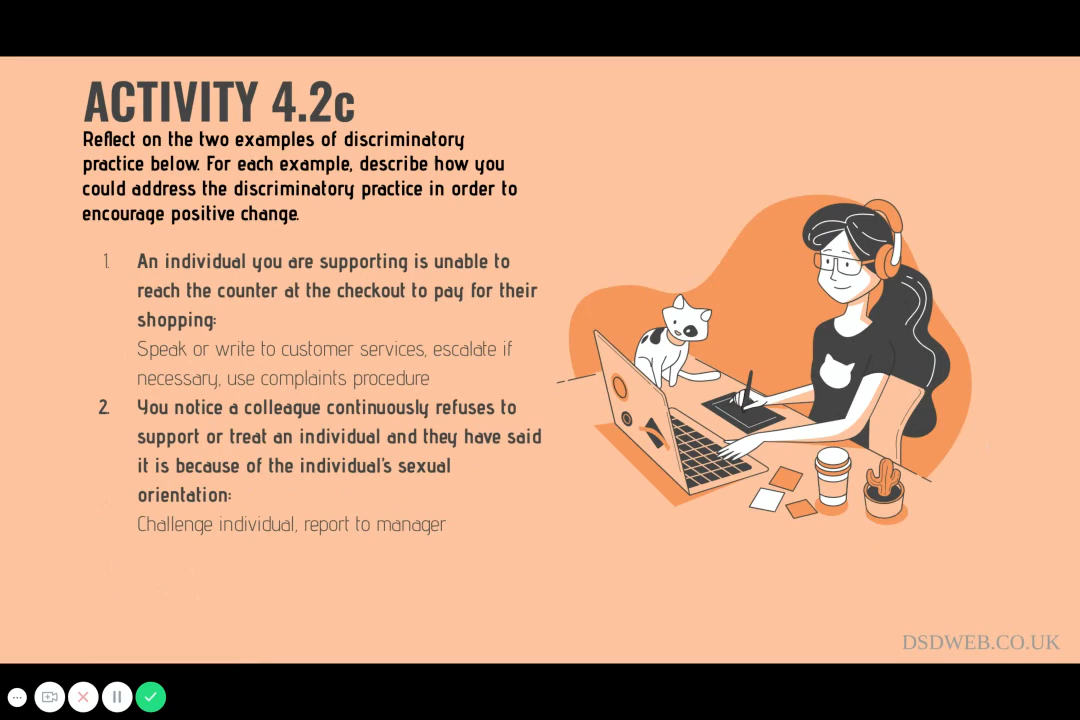 ACTIVITY 4.2c
Reflect on the two examples of discriminatory
practice below. For each example, describe how you
could address the discriminatory practice in order to
encourage positive change.
1. An individual you are supporting is unable to
reach the counter at the checkout to pay for their
shopping:
Speak or write to customer services, escalate if
necessary, use complaints procedure
2. You notice a colleague continuously refuses to
support or treat an individual and they have said
it is because of the individual's sexual
orientation:
Challenge individual, report to manager
DSDWEB.CO.UK